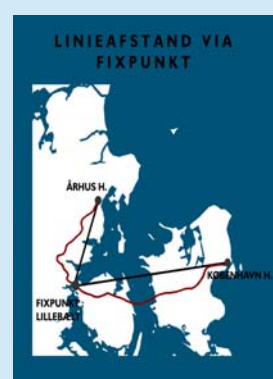 LINIEAFSTAND VIA
FIXPUNKT
ÅRHUS H.
KØBENHAVN H.
FIXPUNKT
LILLEBÆLT